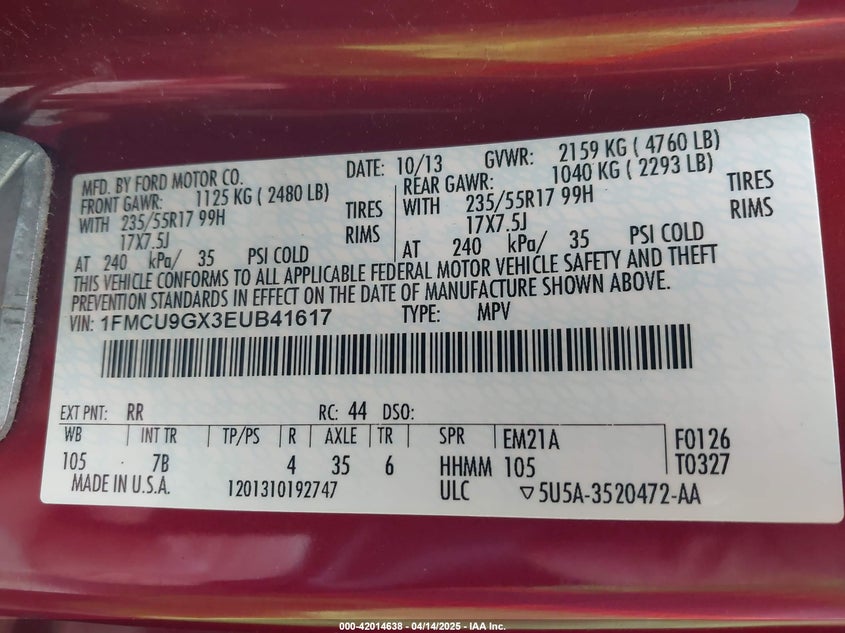 MFD. BY FORD MOTOR CO. DATE: 10/13 GVWR: 2159 KG ( 4760 LB)
FRONT GAWR: 1125 KG ( 2480 LB) REAR GAWR: 1040 KG ( 2293 LB)
WITH 235/55R17 99H TIRES WITH 235/55R17 99H TIRES
17X7.5J RIMS 17X7.5J RIMS
AT 240 kPa/ 35 PSI COLD AT 240 kPa/ 35 PSI COLD
THIS VEHICLE CONFORMS TO ALL APPLICABLE FEDERAL MOTOR VEHICLE SAFETY AND THEFT
PREVENTION STANDARDS IN EFFECT ON THE DATE OF MANUFACTURE SHOWN ABOVE.
VIN: 1FMCU9GX3EUB41617 TYPE: MPV
EXT PNT: RR RC: 44 DSO:
WB INT TR TP/PS R AXLE TR SPR EM21A F0126
105 7B 4 35 6 HHMM 105 T0327
MADE IN U.S.A. 1201310192747 ULC ▽5U5A-3520472-AA
000-42014638 - 04/14/2025 - IAA Inc.